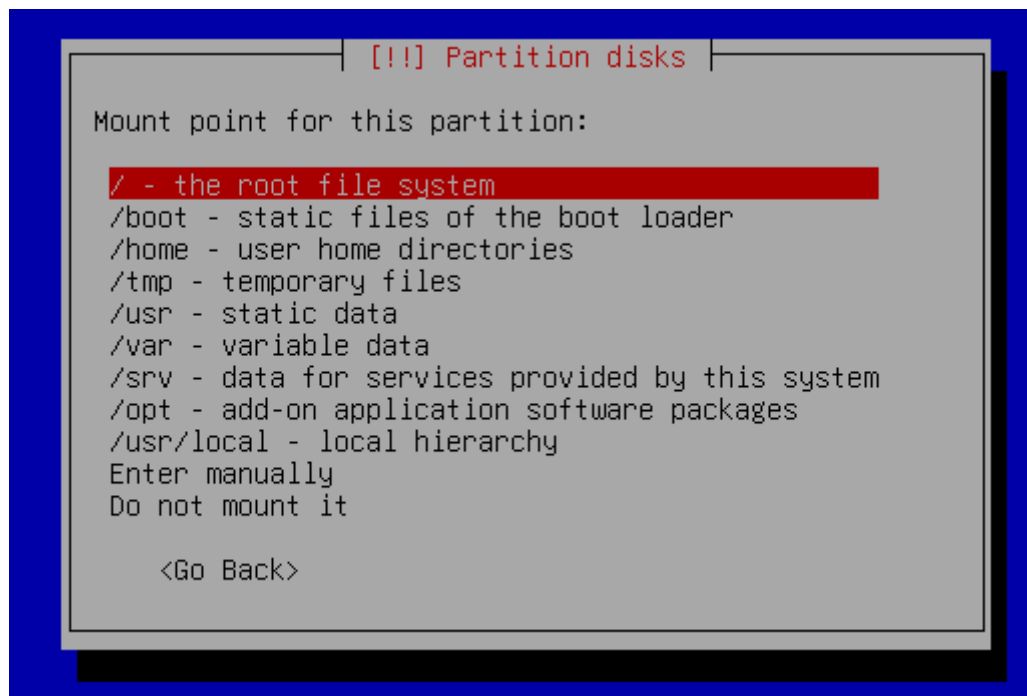 [!!] Partition disks
Mount point for this partition:
/ - the root file system
/boot - static files of the boot loader
/home - user home directories
/tmp - temporary files
/usr - static data
/var - variable data
/srv - data for services provided by this system
/opt - add-on application software packages
/usr/local - local hierarchy
Enter manually
Do not mount it
<Go Back>